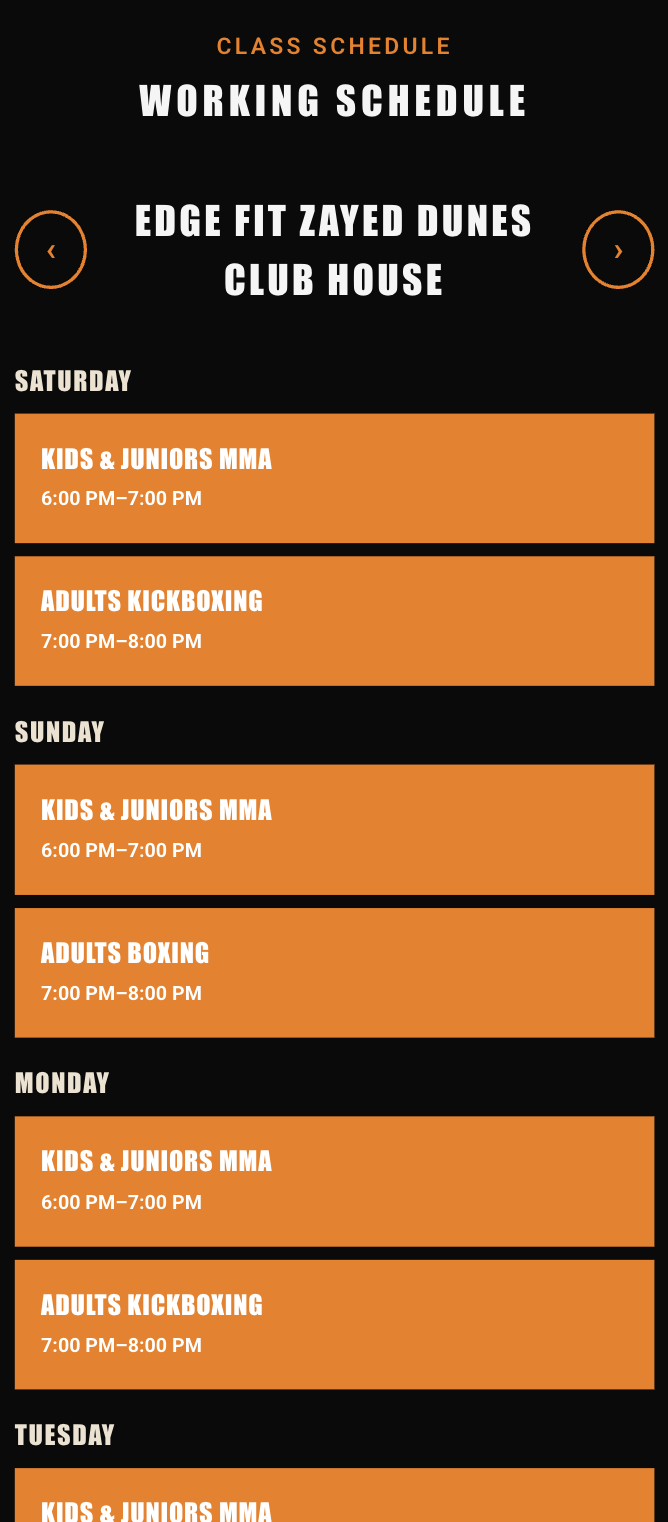 CLASS SCHEDULE
WORKING SCHEDULE
‹
EDGE FIT ZAYED DUNES
CLUB HOUSE
›
SATURDAY
KIDS & JUNIORS MMA
6:00 PM–7:00 PM
ADULTS KICKBOXING
7:00 PM–8:00 PM
SUNDAY
KIDS & JUNIORS MMA
6:00 PM–7:00 PM
ADULTS BOXING
7:00 PM–8:00 PM
MONDAY
KIDS & JUNIORS MMA
6:00 PM–7:00 PM
ADULTS KICKBOXING
7:00 PM–8:00 PM
TUESDAY
KIDS & JUNIORS MMA